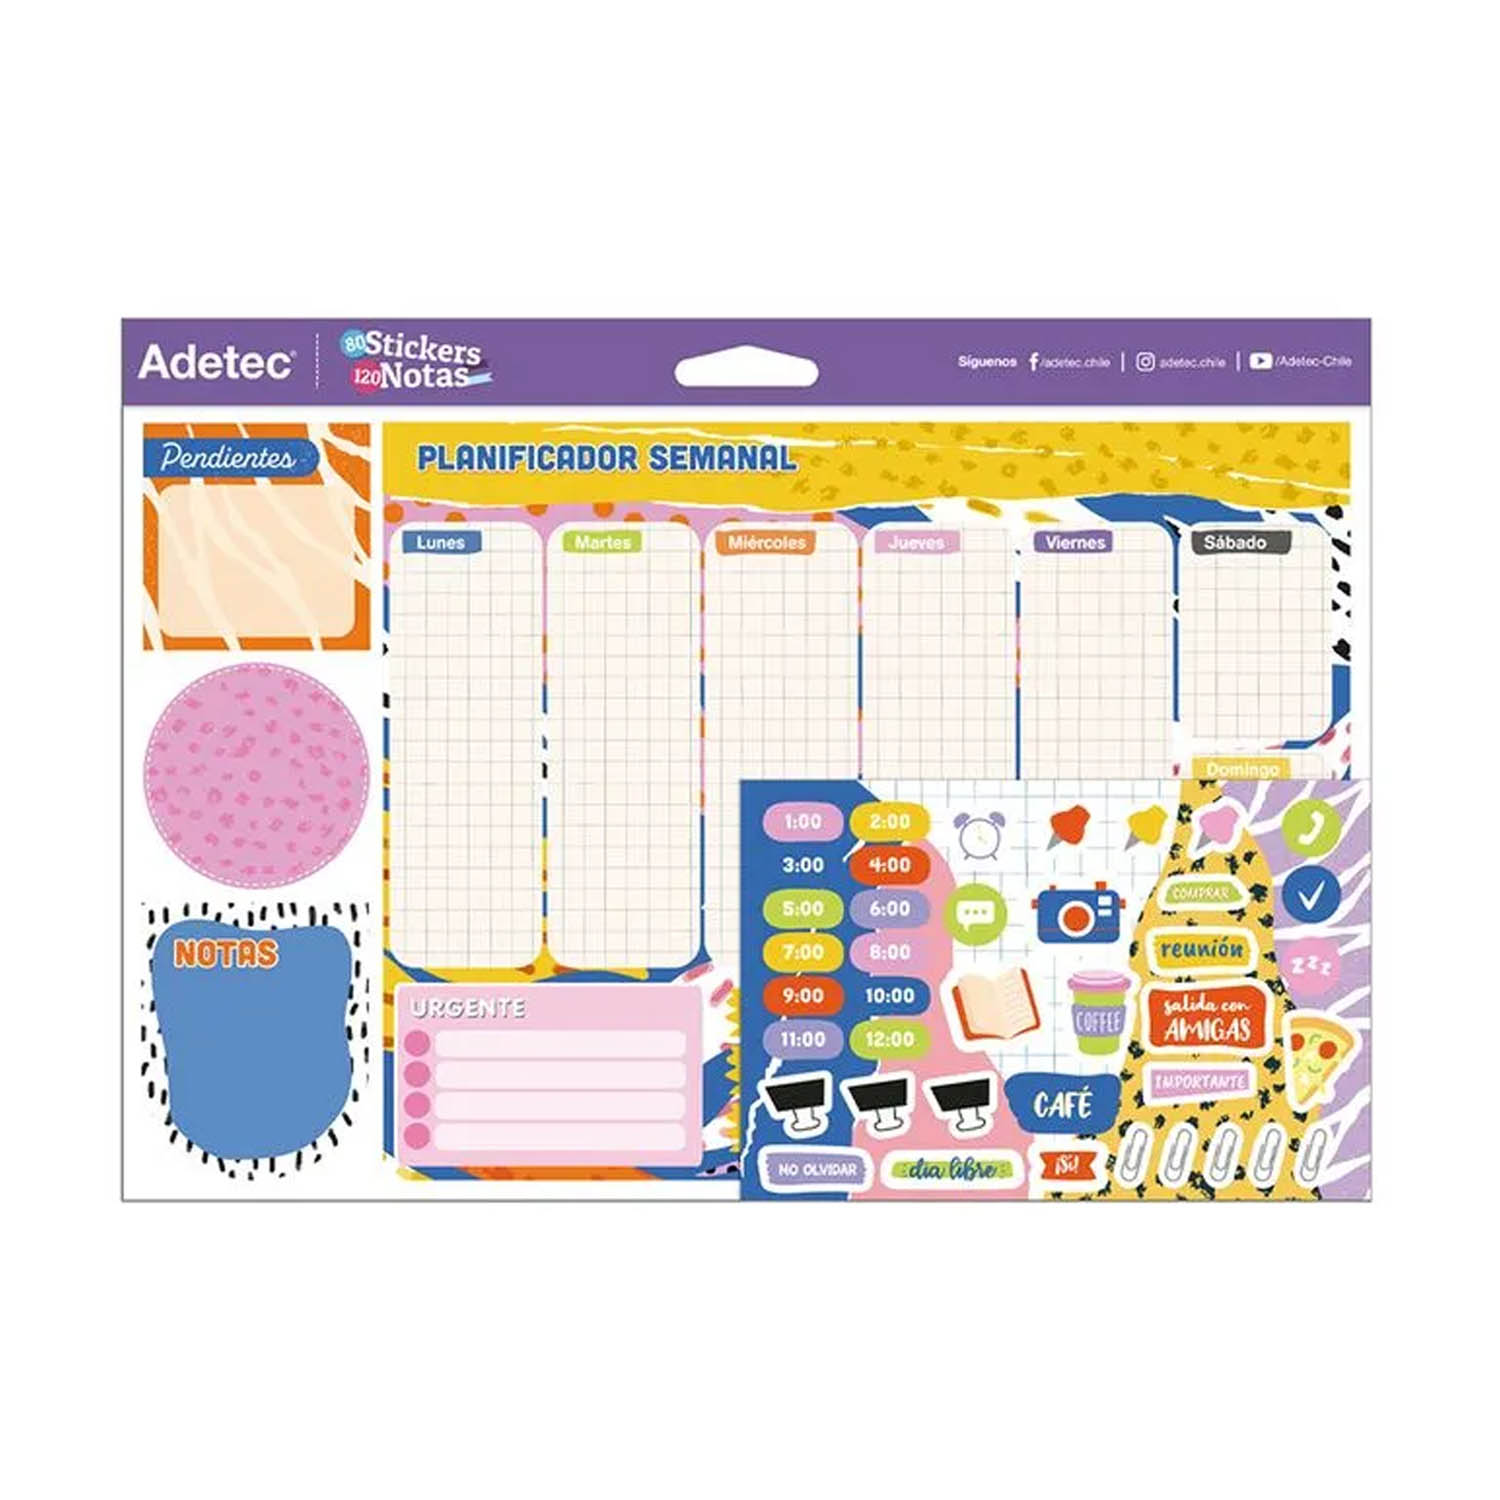 Adetec®
80 Stickers
120 Notas
Síguenos /adetec.chile | adetec.chile | /Adetec-Chile
Pendientes
PLANIFICADOR SEMANAL
Lunes
Martes
Miércoles
Jueves
Viernes
Sábado
Domingo
NOTAS
URGENTE
1:00 2:00
3:00 4:00
5:00 6:00
7:00 8:00
9:00 10:00
11:00 12:00
COMPRAR
reunión
zzz
COFFEE
salida con
AMIGAS
CAFÉ
IMPORTANTE
NO OLVIDAR
día libre
¡Sí!